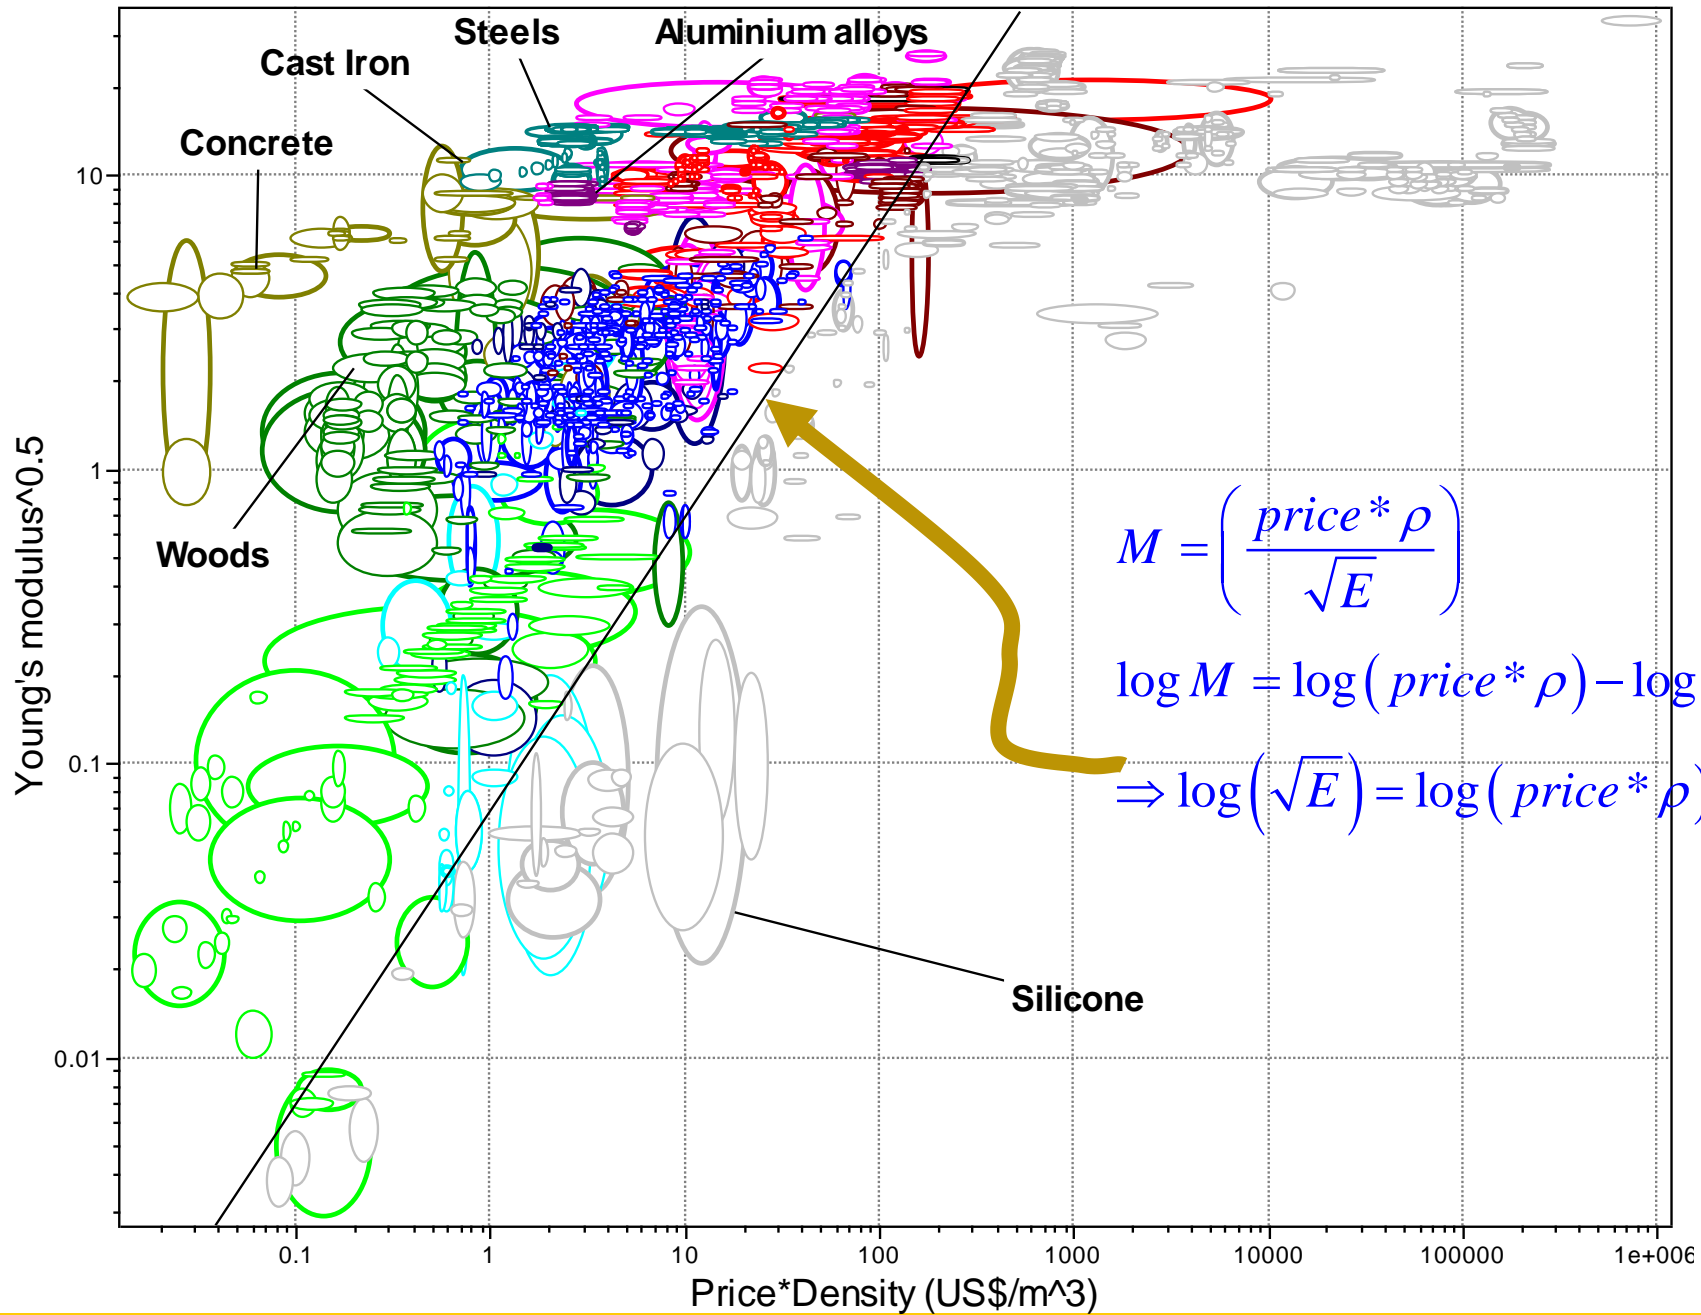 Steels
Aluminium alloys
Cast Iron
Concrete
Woods
Silicone
Young's modulus^0.5
10
1
0.1
0.01
M = ( price * ρ / √E )
log M = log ( price * ρ ) − log
⇒ log ( √E ) = log ( price * ρ )
0.1 1 10 100 1000 10000 100000 1e+006
Price*Density (US$/m^3)